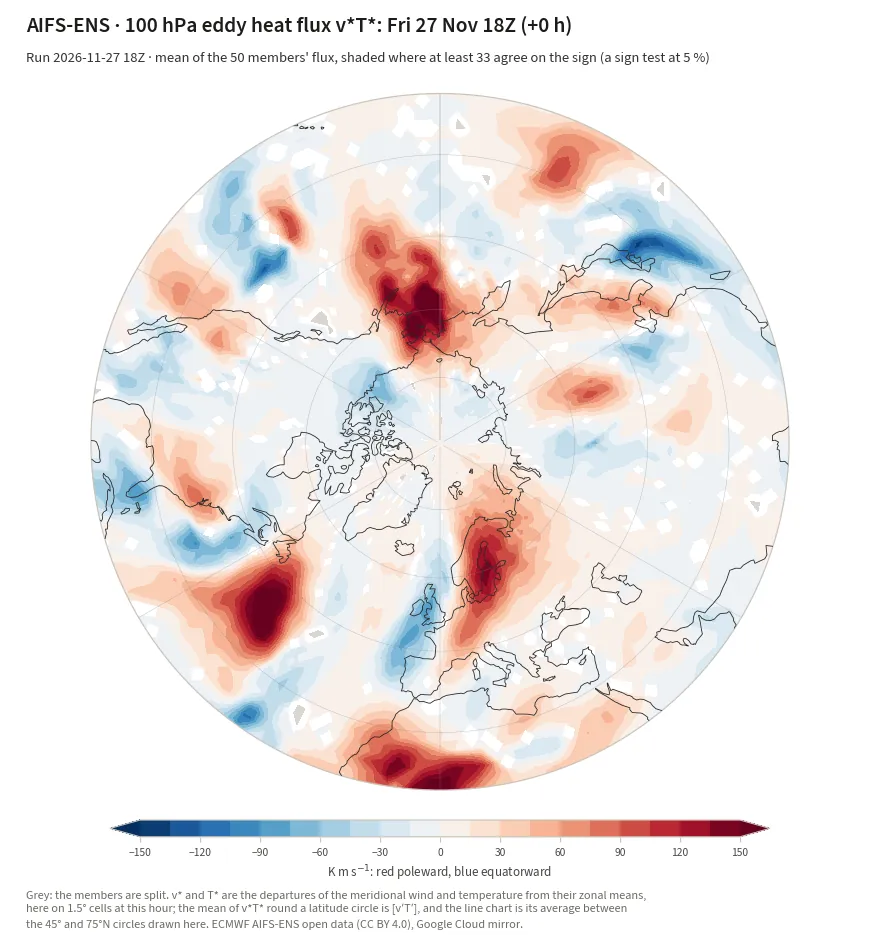 AIFS-ENS · 100 hPa eddy heat flux v*T*: Fri 27 Nov 18Z (+0 h)
Run 2026-11-27 18Z · mean of the 50 members' flux, shaded where at least 33 agree on the sign (a sign test at 5 %)
−150 −120 −90 −60 −30 0 30 60 90 120 150
K m s⁻¹: red poleward, blue equatorward
Grey: the members are split. v* and T* are the departures of the meridional wind and temperature from their zonal means,
here on 1.5° cells at this hour; the mean of v*T* round a latitude circle is [v′T′], and the line chart is its average between
the 45° and 75°N circles drawn here. ECMWF AIFS-ENS open data (CC BY 4.0), Google Cloud mirror.